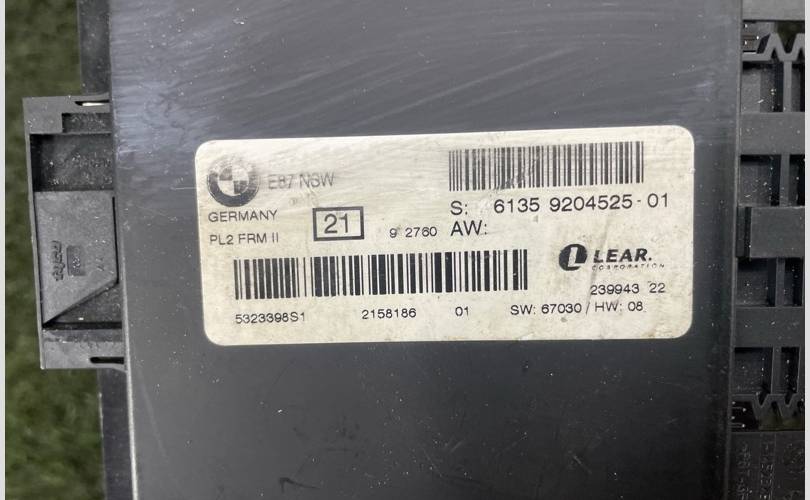 E87 NSW
GERMANY
PL2 FRM II
21
9 2760
S: 6135 9204525-01
AW:
LEAR.
CORPORATION
239943 22
5323398S1 2158186 01 SW: 67030 / HW: 08
tyco